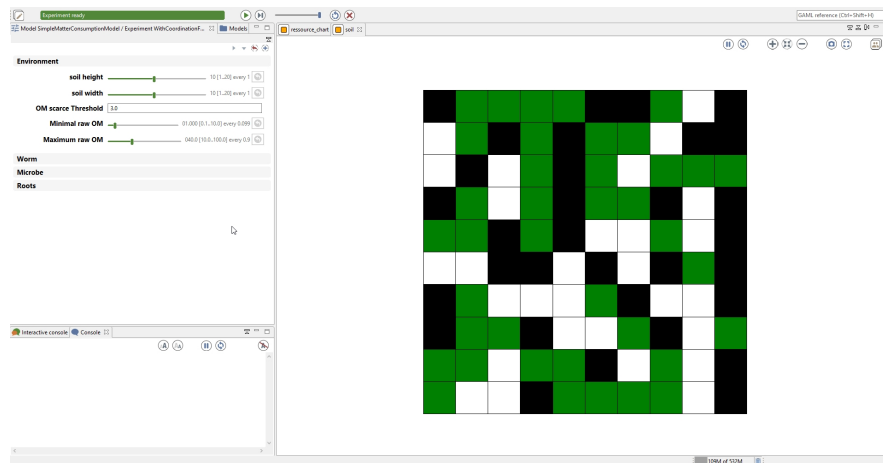 Experiment ready
GAML reference (Ctrl+Shift+H)
Model SimpleMatterConsumptionModel / Experiment WithCoordinationF...
Models
ressource_chart
soil
Environment
soil height
10 [1..20] every 1
soil width
10 [1..20] every 1
OM scarce Threshold
3.0
Minimal raw OM
01.000 [0.1..10.0] every 0.099
Maximum raw OM
040.0 [10.0..100.0] every 0.9
Worm
Microbe
Roots
Interactive console
Console
109M of 532M